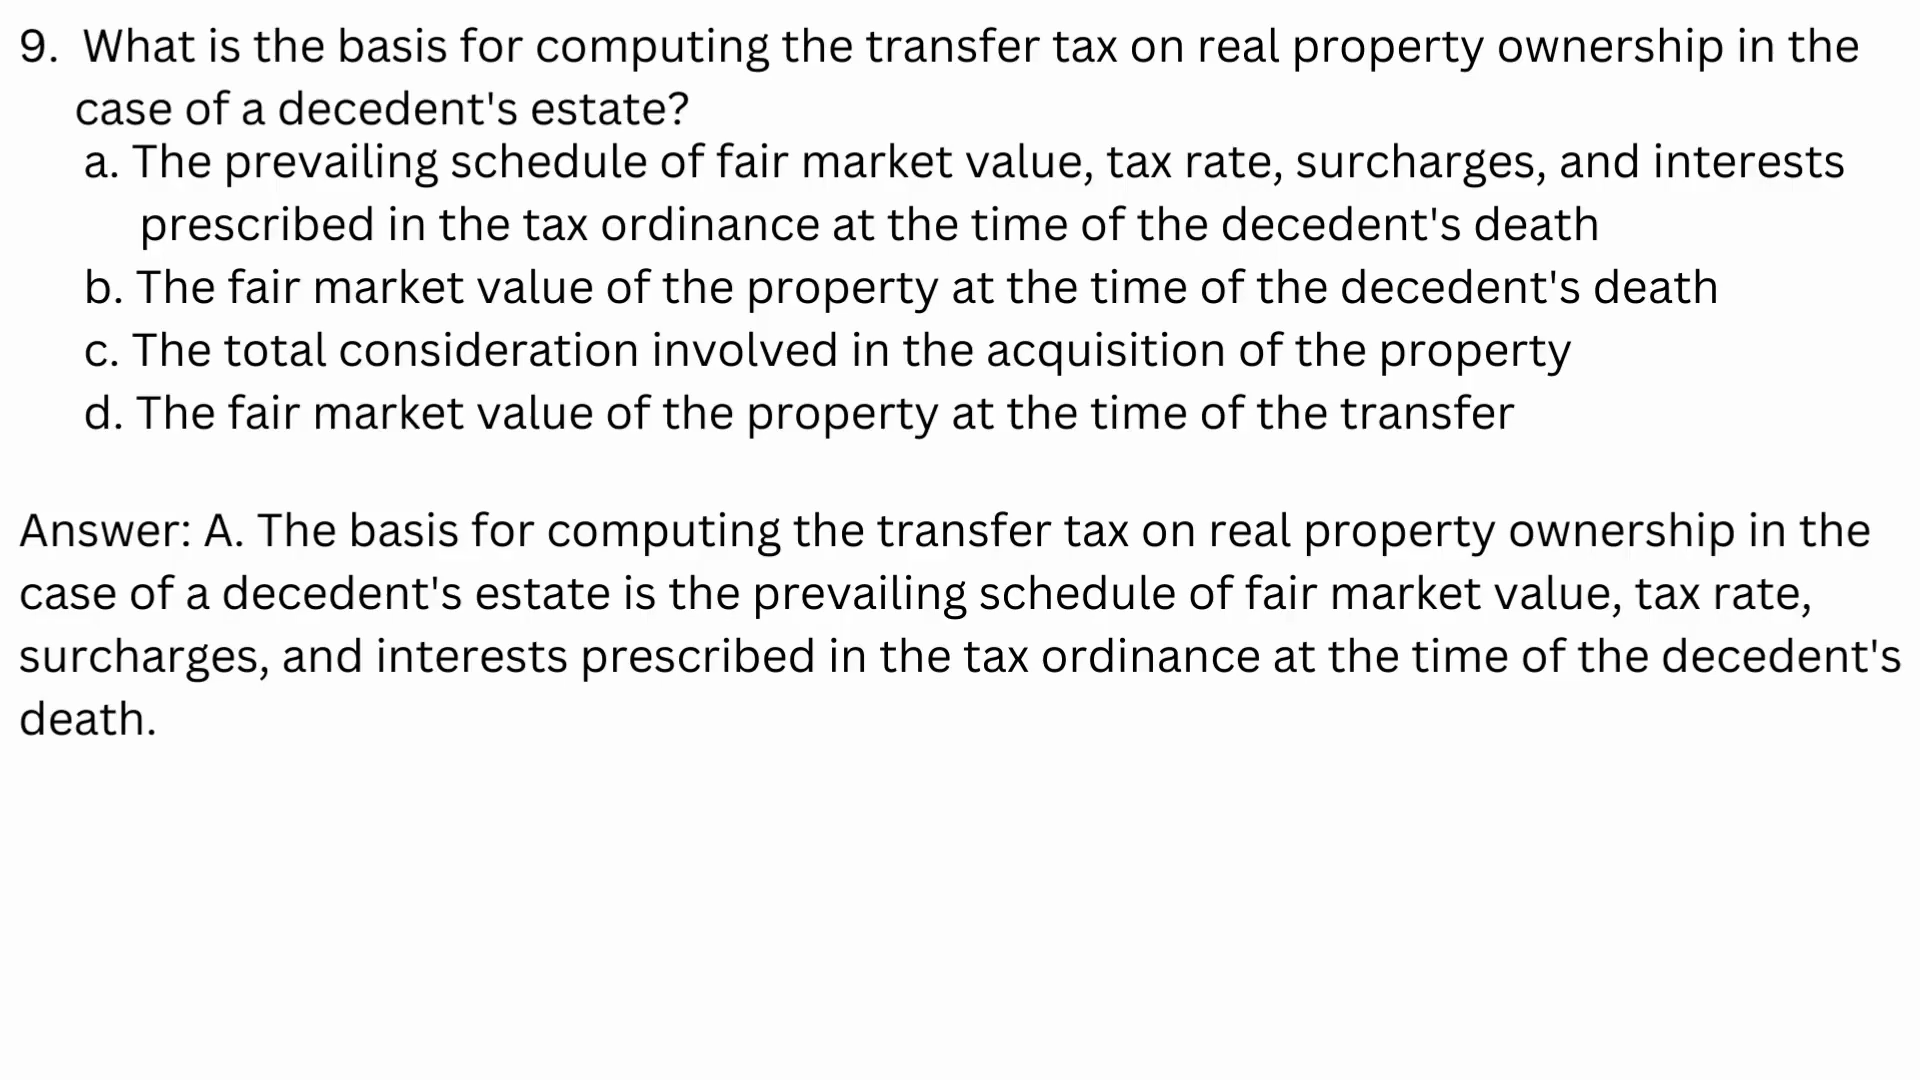 9. What is the basis for computing the transfer tax on real property ownership in the
case of a decedent's estate?
a. The prevailing schedule of fair market value, tax rate, surcharges, and interests
prescribed in the tax ordinance at the time of the decedent's death
b. The fair market value of the property at the time of the decedent's death
c. The total consideration involved in the acquisition of the property
d. The fair market value of the property at the time of the transfer
Answer: A. The basis for computing the transfer tax on real property ownership in the
case of a decedent's estate is the prevailing schedule of fair market value, tax rate,
surcharges, and interests prescribed in the tax ordinance at the time of the decedent's
death.